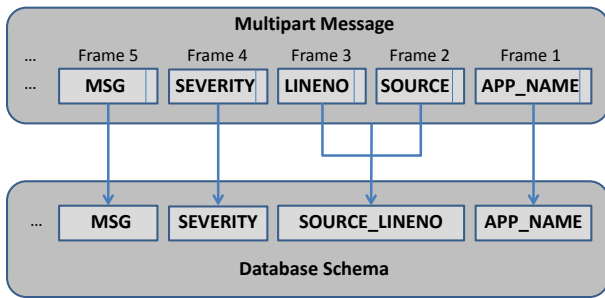 Multipart Message
... Frame 5 Frame 4 Frame 3 Frame 2 Frame 1
... MSG SEVERITY LINENO SOURCE APP_NAME
... MSG SEVERITY SOURCE_LINENO APP_NAME
Database Schema